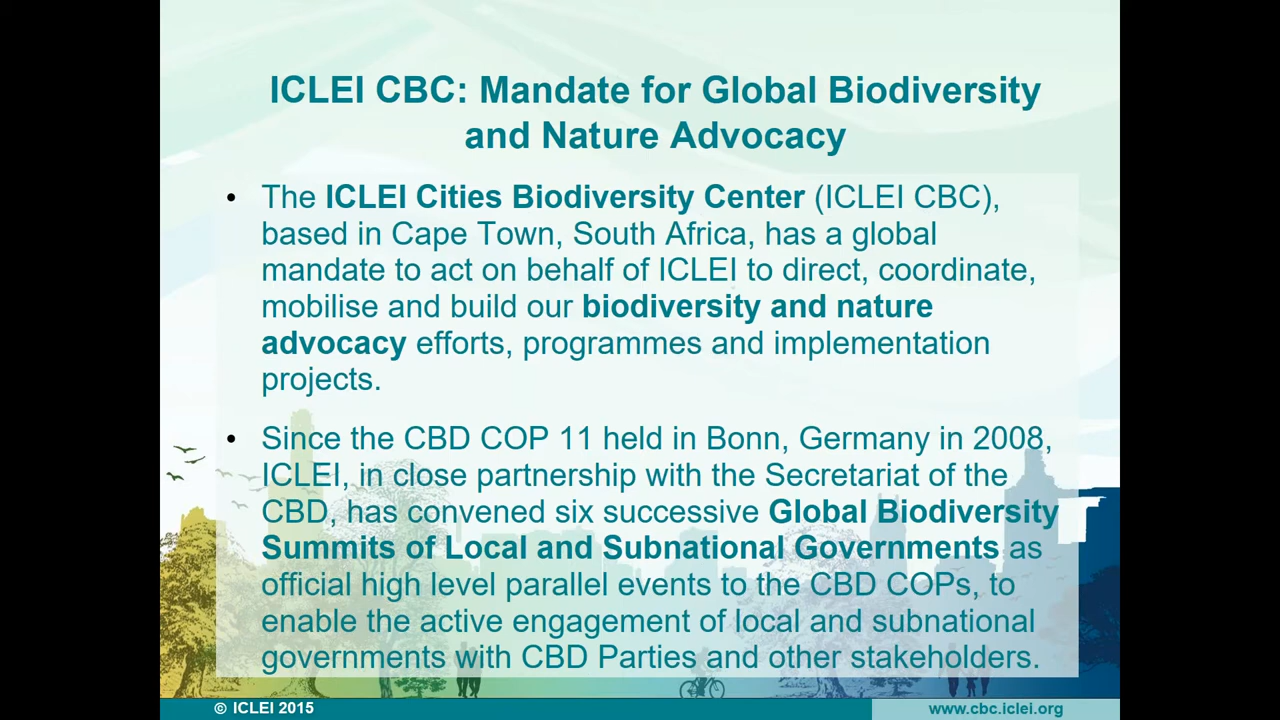 ICLEI CBC: Mandate for Global Biodiversity
and Nature Advocacy
• The ICLEI Cities Biodiversity Center (ICLEI CBC),
based in Cape Town, South Africa, has a global
mandate to act on behalf of ICLEI to direct, coordinate,
mobilise and build our biodiversity and nature
advocacy efforts, programmes and implementation
projects.
• Since the CBD COP 11 held in Bonn, Germany in 2008,
ICLEI, in close partnership with the Secretariat of the
CBD, has convened six successive Global Biodiversity
Summits of Local and Subnational Governments as
official high level parallel events to the CBD COPs, to
enable the active engagement of local and subnational
governments with CBD Parties and other stakeholders.
© ICLEI 2015
www.cbc.iclei.org